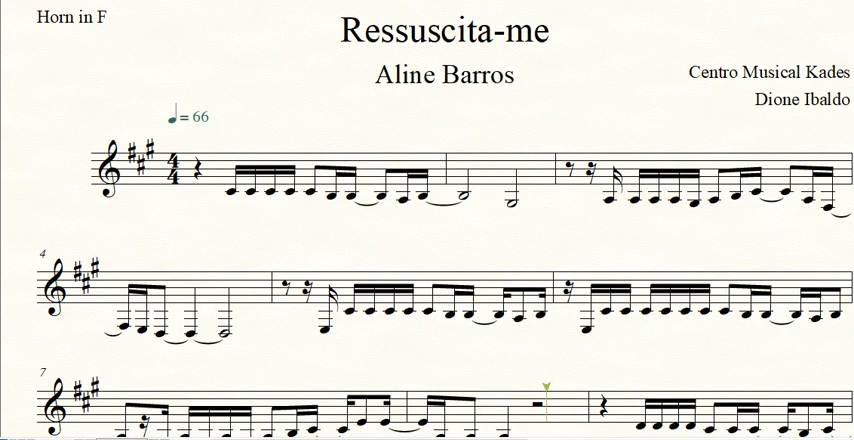 Horn in F
Ressuscita-me
Aline Barros
Centro Musical Kades
Dione Ibaldo
= 66
4
4
4
7